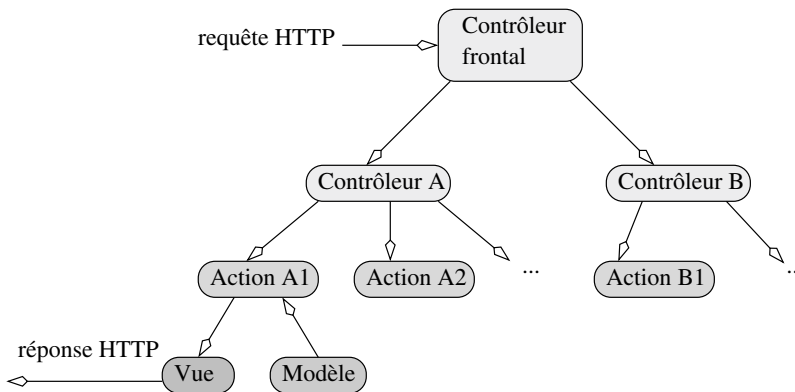 Contrôleur
frontal
requête HTTP
Contrôleur A
Contrôleur B
Action A1
Action A2
...
Action B1
..
réponse HTTP
Vue
Modèle